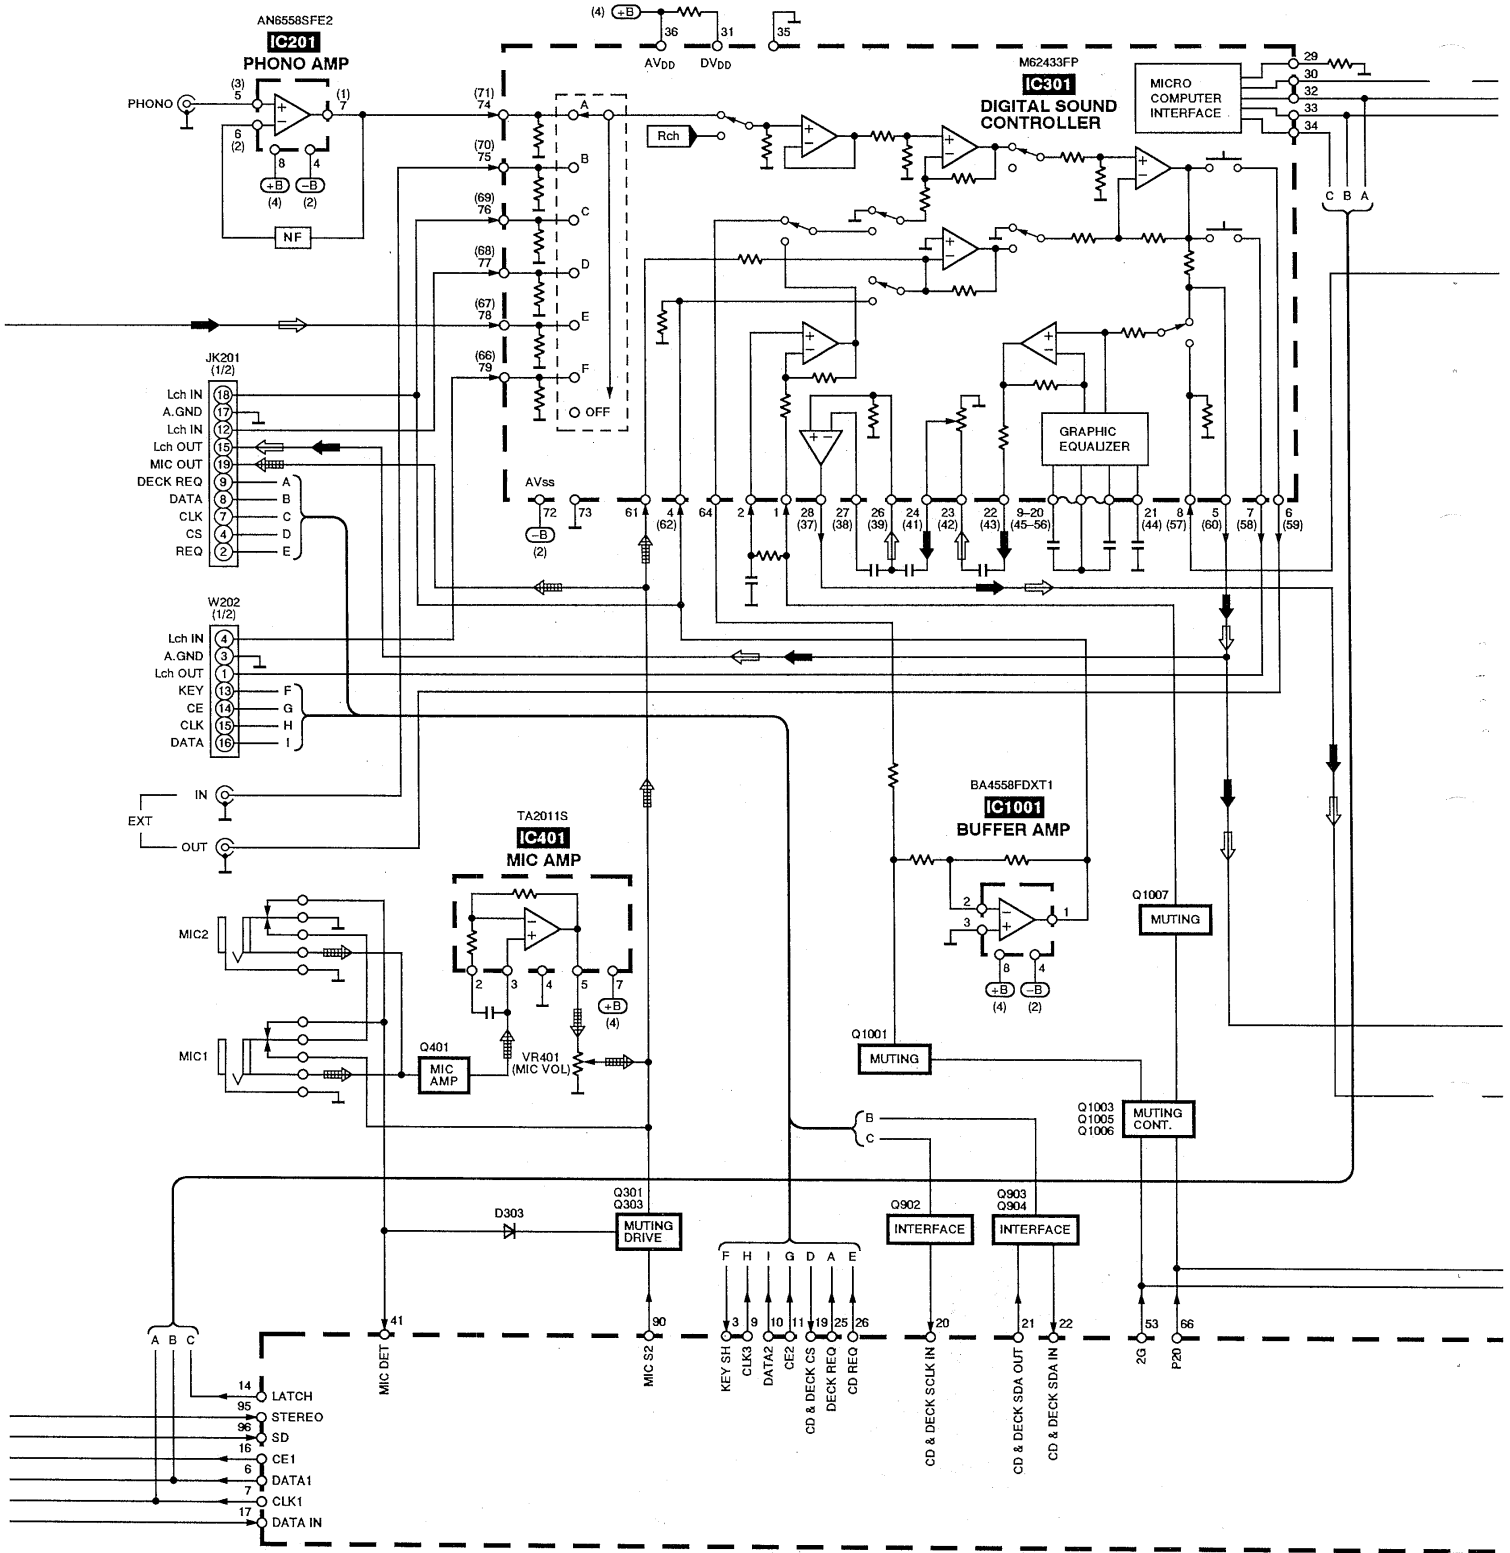 AN6558SFE2
IC201
PHONO AMP
PHONO
(3)
5
(1)
7
6
(2)
8
4
+B
−B
(4)
(2)
NF
(4)
+B
36
31
35
AVDD
DVDD
M62433FP
IC301
DIGITAL SOUND
CONTROLLER
MICRO
COMPUTER
INTERFACE
29
30
32
33
34
C B A
(71)
74
A
(70)
75
B
(69)
76
C
(68)
77
D
(67)
78
E
(66)
79
F
OFF
Rch
+ −
GRAPHIC
EQUALIZER
AVss
72
73
−B
(2)
61
4
(62)
64
2
1
28
(37)
27
(38)
26
(39)
24
(41)
23
(42)
22
(43)
9–20
(45–56)
21
(44)
8
(57)
5
(60)
7
(58)
6
(59)
JK201
(1/2)
Lch IN 18
A.GND 17
Lch IN 12
Lch OUT 15
MIC OUT 19
DECK REQ 9 A
DATA 8 B
CLK 7 C
CS 4 D
REQ 2 E
W202
(1/2)
Lch IN 4
A.GND 3
Lch OUT 1
KEY 13 F
CE 14 G
CLK 15 H
DATA 16 I
EXT
IN
OUT
TA2011S
IC401
MIC AMP
2 3 4 5 7
+B
(4)
MIC2
MIC1
Q401
MIC
AMP
VR401
(MIC VOL)
BA4558FDXT1
IC1001
BUFFER AMP
2
3
1
8
4
+B
−B
(4)
(2)
Q1007
MUTING
Q1001
MUTING
Q1003
Q1005
Q1006
MUTING
CONT.
B
C
D303
Q301
Q303
MUTING
DRIVE
Q902
INTERFACE
Q903
Q904
INTERFACE
F H I G D A E
41
90
3
9
10
11
19
25
26
20
21
22
53
66
MIC DET
MIC S2
KEY SH
CLK3
DATA2
CE2
CD & DECK CS
DECK REQ
CD REQ
CD & DECK SCLK IN
CD & DECK SDA OUT
CD & DECK SDA IN
2G
P20
A B C
14 LATCH
95 STEREO
96 SD
16 CE1
6 DATA1
7 CLK1
17 DATA IN